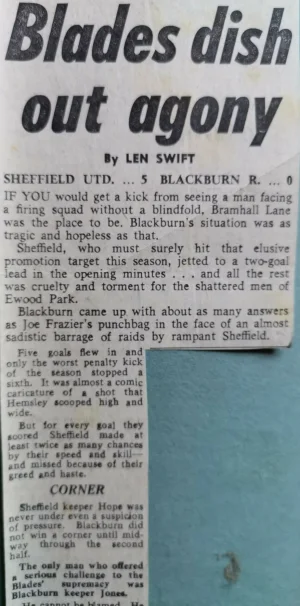 Blades dish
out agony
By LEN SWIFT
SHEFFIELD UTD. ... 5 BLACKBURN R. ... 0
IF YOU would get a kick from seeing a man facing
a firing squad without a blindfold, Bramhall Lane
was the place to be. Blackburn's situation was as
tragic and hopeless as that.
Sheffield, who must surely hit that elusive
promotion target this season, jetted to a two-goal
lead in the opening minutes . . . and all the rest
was cruelty and torment for the shattered men of
Ewood Park.
Blackburn came up with about as many answers
as Joe Frazier's punchbag in the face of an almost
sadistic barrage of raids by rampant Sheffield.
Five goals flew in and
only the worst penalty kick
of the season stopped a
sixth. It was almost a comic
caricature of a shot that
Hemsley scooped high and
wide.
But for every goal they
scored Sheffield made at
least twice as many chances
by their speed and skill—
and missed because of their
greed and haste.
CORNER
Sheffield keeper Hope was
never under even a suspicion
of pressure. Blackburn did
not win a corner until mid-
way through the second
half.
The only man who offered
a serious challenge to the
Blades' supremacy was
Blackburn keeper Jones.
He cannot be blamed. He